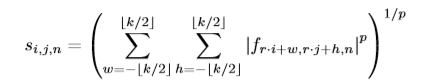 s_{i,j,n} = \left( \sum_{w=-\lfloor k/2 \rfloor}^{\lfloor k/2 \rfloor} \sum_{h=-\lfloor k/2 \rfloor}^{\lfloor k/2 \rfloor} |f_{r \cdot i+w, r \cdot j+h, n}|^p \right)^{1/p}